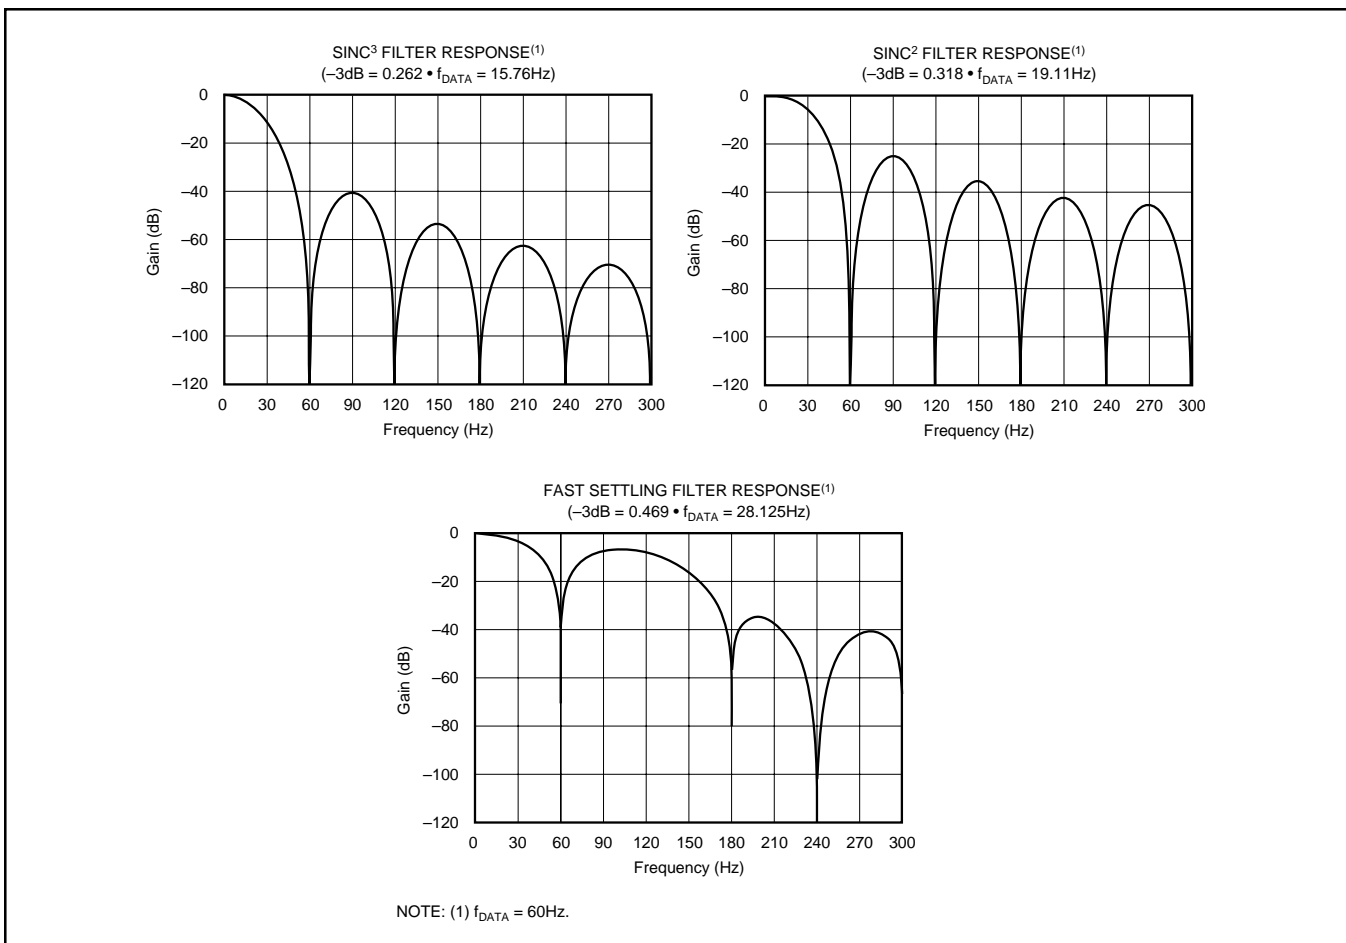 SINC³ FILTER RESPONSE(1)
(–3dB = 0.262 • fDATA = 15.76Hz)
0
–20
–40
–60
–80
–100
–120
Gain (dB)
0 30 60 90 120 150 180 210 240 270 300
Frequency (Hz)
SINC² FILTER RESPONSE(1)
(–3dB = 0.318 • fDATA = 19.11Hz)
0
–20
–40
–60
–80
–100
–120
Gain (dB)
0 30 60 90 120 150 180 210 240 270 300
Frequency (Hz)
FAST SETTLING FILTER RESPONSE(1)
(–3dB = 0.469 • fDATA = 28.125Hz)
0
–20
–40
–60
–80
–100
–120
Gain (dB)
0 30 60 90 120 150 180 210 240 270 300
Frequency (Hz)
NOTE: (1) fDATA = 60Hz.